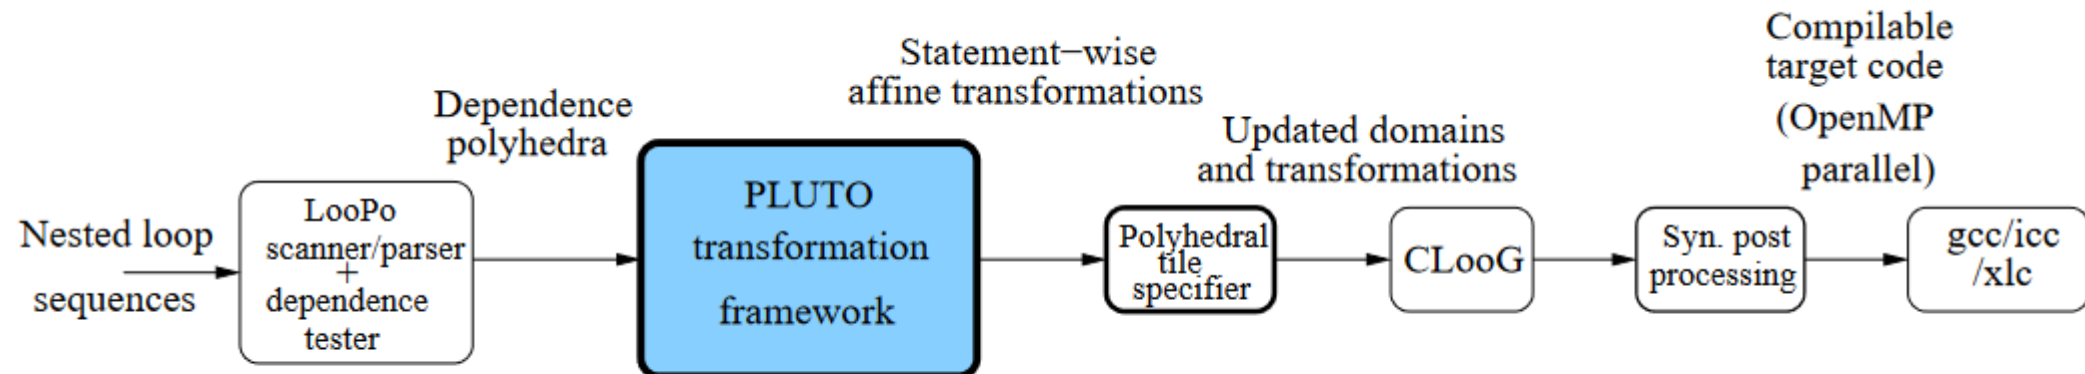 Nested loop
sequences
LooPo
scanner/parser
+
dependence
tester
Dependence
polyhedra
PLUTO
transformation
framework
Statement−wise
affine transformations
Polyhedral
tile
specifier
Updated domains
and transformations
CLooG
Syn. post
processing
Compilable
target code
(OpenMP
parallel)
gcc/icc
/xlc